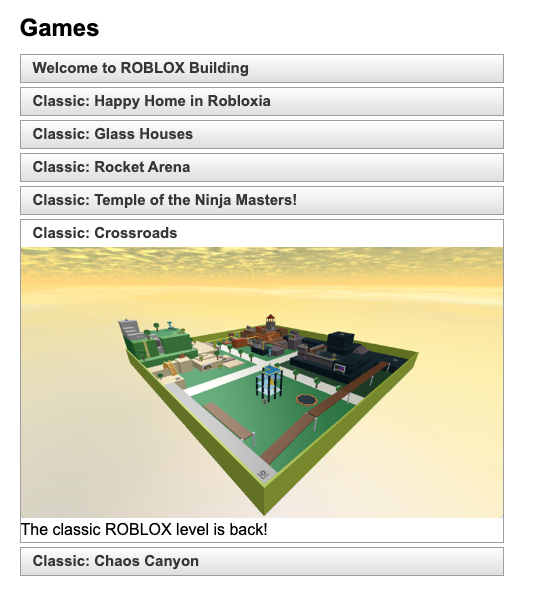 Games
Welcome to ROBLOX Building
Classic: Happy Home in Robloxia
Classic: Glass Houses
Classic: Rocket Arena
Classic: Temple of the Ninja Masters!
Classic: Crossroads
The classic ROBLOX level is back!
Classic: Chaos Canyon